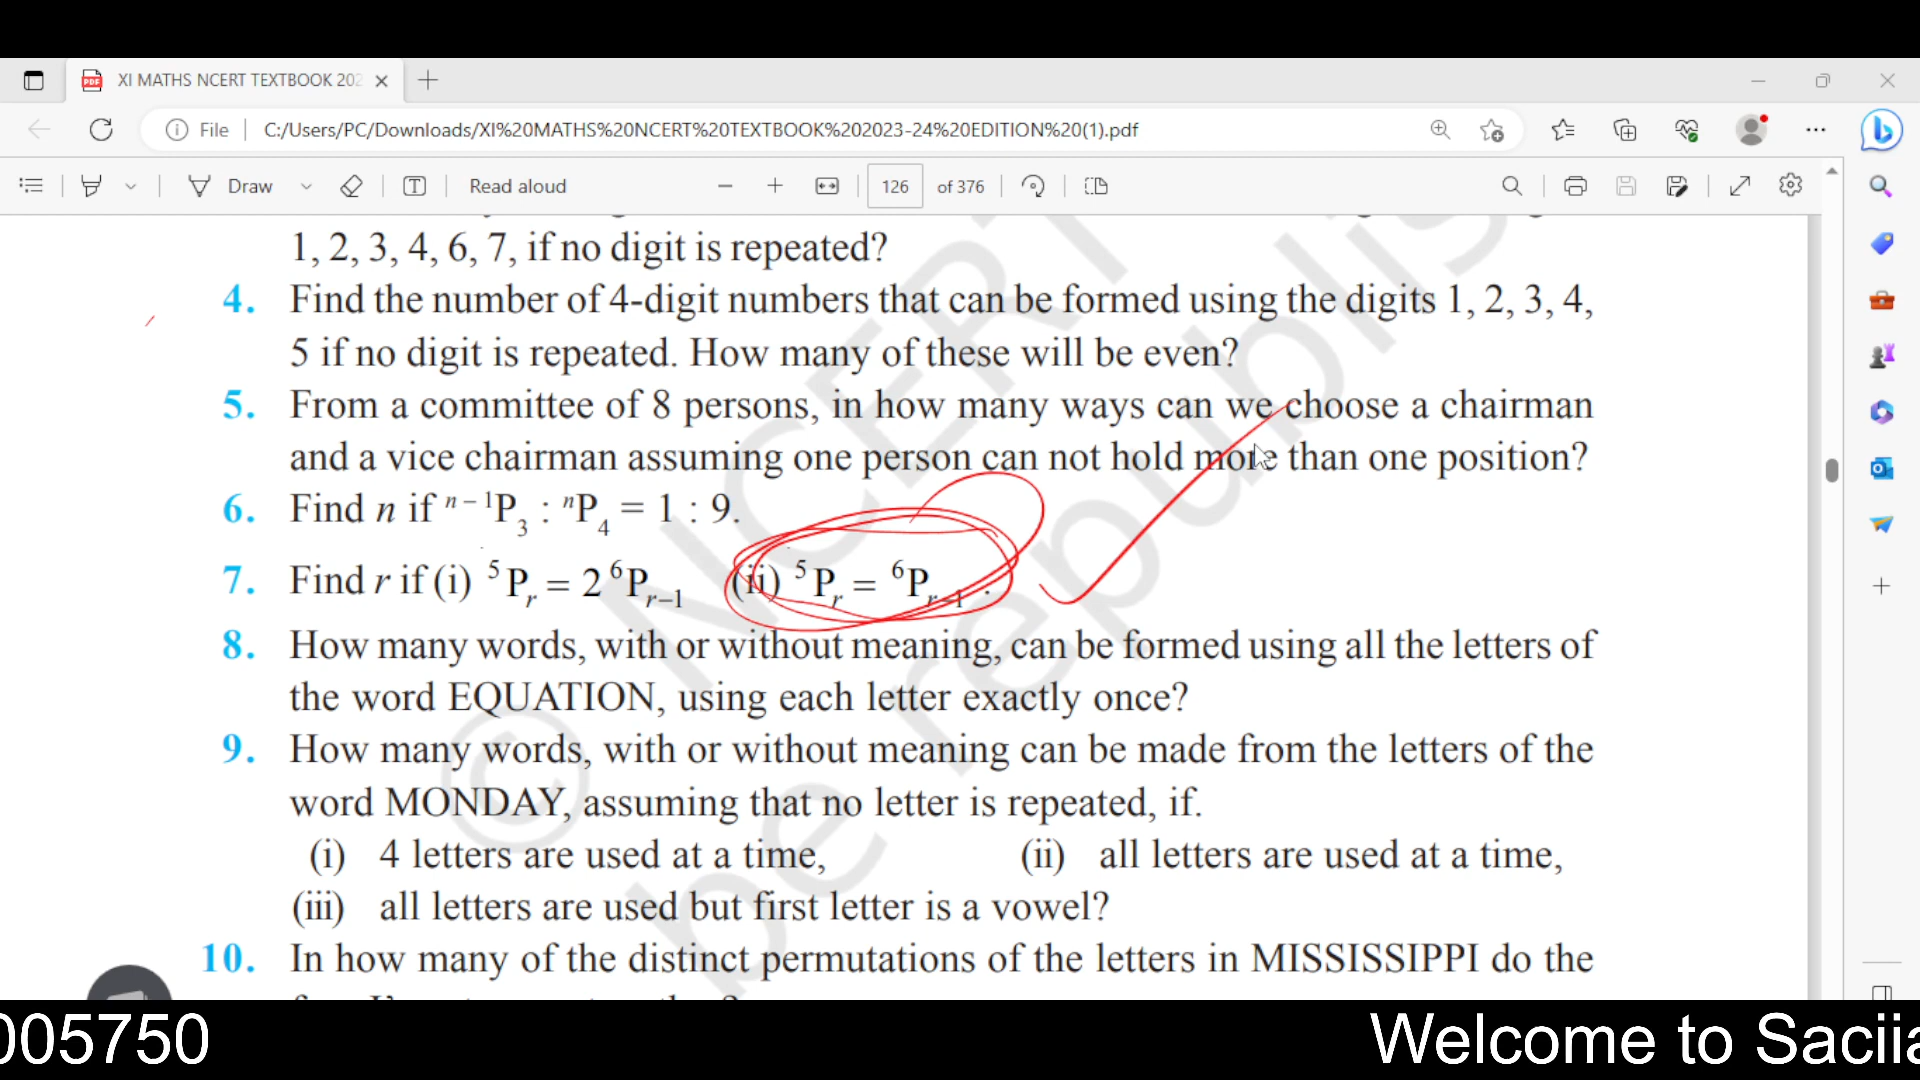 XI MATHS NCERT TEXTBOOK 202
File C:/Users/PC/Downloads/XI%20MATHS%20NCERT%20TEXTBOOK%202023-24%20EDITION%20(1).pdf
Draw Read aloud 126 of 376
1, 2, 3, 4, 6, 7, if no digit is repeated?
4. Find the number of 4-digit numbers that can be formed using the digits 1, 2, 3, 4,
5 if no digit is repeated. How many of these will be even?
5. From a committee of 8 persons, in how many ways can we choose a chairman
and a vice chairman assuming one person can not hold more than one position?
6. Find n if ⁿ⁻¹P₃ : ⁿP₄ = 1 : 9.
7. Find r if (i) ⁵Pᵣ = 2 ⁶Pᵣ₋₁ (ii) ⁵Pᵣ = ⁶Pᵣ₋₁ .
8. How many words, with or without meaning, can be formed using all the letters of
the word EQUATION, using each letter exactly once?
9. How many words, with or without meaning can be made from the letters of the
word MONDAY, assuming that no letter is repeated, if.
(i) 4 letters are used at a time, (ii) all letters are used at a time,
(iii) all letters are used but first letter is a vowel?
10. In how many of the distinct permutations of the letters in MISSISSIPPI do the
© NCERT
be republis
005750 Welcome to Saciia